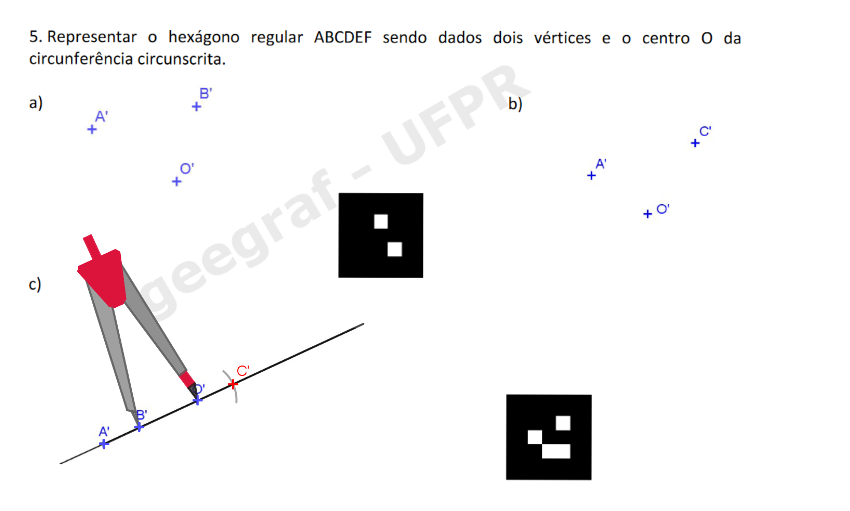 5. Representar o hexágono regular ABCDEF sendo dados dois vértices e o centro O da
circunferência circunscrita.
a)
A'
B'
O'
b)
A'
C'
O'
geegraf - UFPR
c)
A'
B'
O'
C'